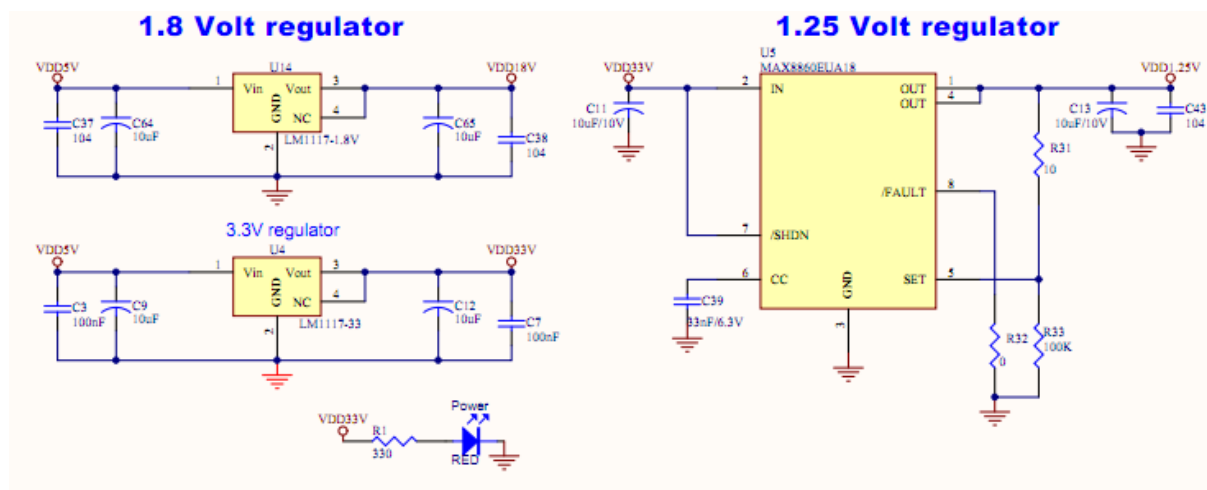 1.8 Volt regulator
VDD5V
U14
VDD18V
1
Vin
Vout
3
GND
NC
4
2
LM1117-1.8V
C37
104
C64
10uF
C65
10uF
C38
104
3.3V regulator
VDD5V
U4
VDD33V
1
Vin
Vout
3
GND
NC
4
2
LM1117-33
C3
100nF
C9
10uF
C12
10uF
C7
100nF
VDD33V
R1
330
Power
RED
1.25 Volt regulator
U5
MAX8860EUA18
VDD33V
VDD1.25V
2
IN
OUT
1
OUT
4
C11
10uF/10V
C13
10uF/10V
C43
104
R31
10
/FAULT
8
7
/SHDN
6
CC
GND
SET
5
3
C39
33nF/6.3V
R32
0
R33
100K